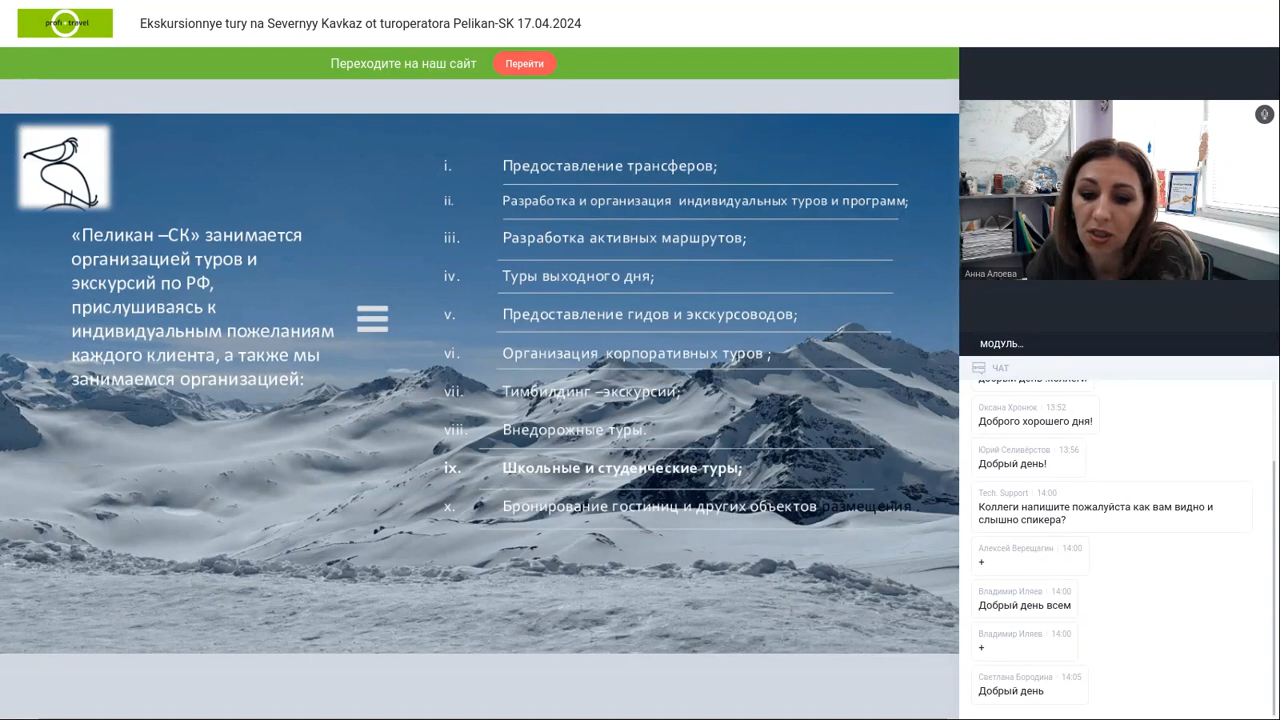 profi travel
Ekskursionnye tury na Severnyy Kavkaz ot turoperatora Pelikan-SK 17.04.2024
Переходите на наш сайт
Перейти
«Пеликан –СК» занимается
организацией туров и
экскурсий по РФ,
прислушиваясь к
индивидуальным пожеланиям
каждого клиента, а также мы
занимаемся организацией:
i. Предоставление трансферов;
ii. Разработка и организация индивидуальных туров и программ;
iii. Разработка активных маршрутов;
iv. Туры выходного дня;
v. Предоставление гидов и экскурсоводов;
vi. Организация корпоративных туров ;
vii. Тимбилдинг –экскурсии;
viii. Внедорожные туры.
ix. Школьные и студенческие туры;
x. Бронирование гостиниц и других объектов размещения
Анна Алоева
МОДУЛЬ...
ЧАТ
Добрый день .коллеги
Оксана Хронюк 13:52
Доброго хорошего дня!
Юрий Селивёрстов 13:56
Добрый день!
Tech. Support 14:00
Коллеги напишите пожалуйста как вам видно и
слышно спикера?
Алексей Верещагин 14:00
+
Владимир Иляев 14:00
Добрый день всем
Владимир Иляев 14:00
+
Светлана Бородина 14:05
Добрый день